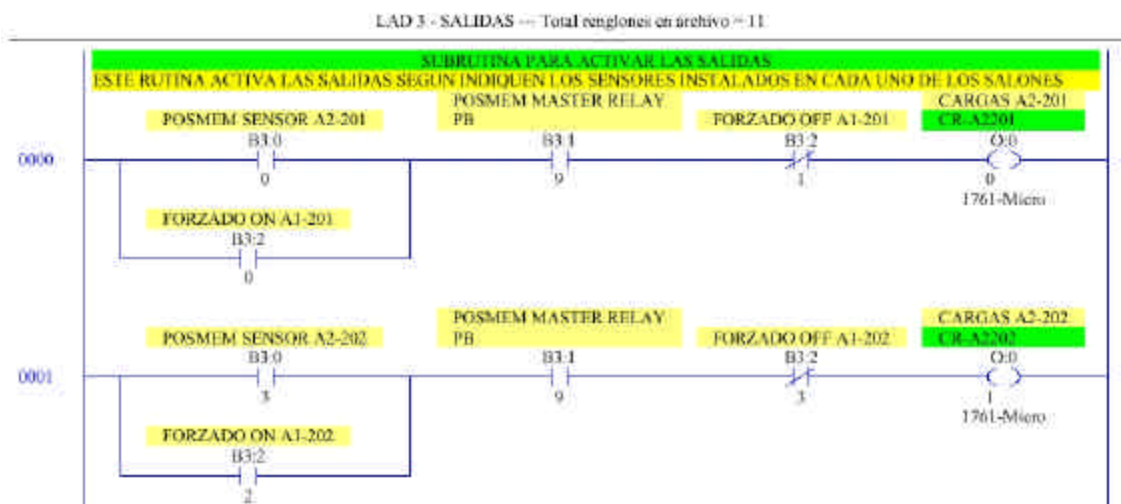 LAD 3 - SALIDAS --- Total renglones en archivo = 11
SUBRUTINA PARA ACTIVAR LAS SALIDAS
ESTE RUTINA ACTIVA LAS SALIDAS SEGUN INDIQUEN LOS SENSORES INSTALADOS EN CADA UNO DE LOS SALONES
POSMEM MASTER RELAY CARGAS A2-201
POSMEM SENSOR A2-201 PB FORZADO OFF A1-201 CR-A2201
B3:0 B3:1 B3:2 O:0
0000
0 9 1 0
1761-Micro
FORZADO ON A1-201
B3:2
0
POSMEM MASTER RELAY CARGAS A2-202
POSMEM SENSOR A2-202 PB FORZADO OFF A1-202 CR-A2202
B3:0 B3:1 B3:2 O:0
0001
3 9 3 1
1761-Micro
FORZADO ON A1-202
B3:2
2